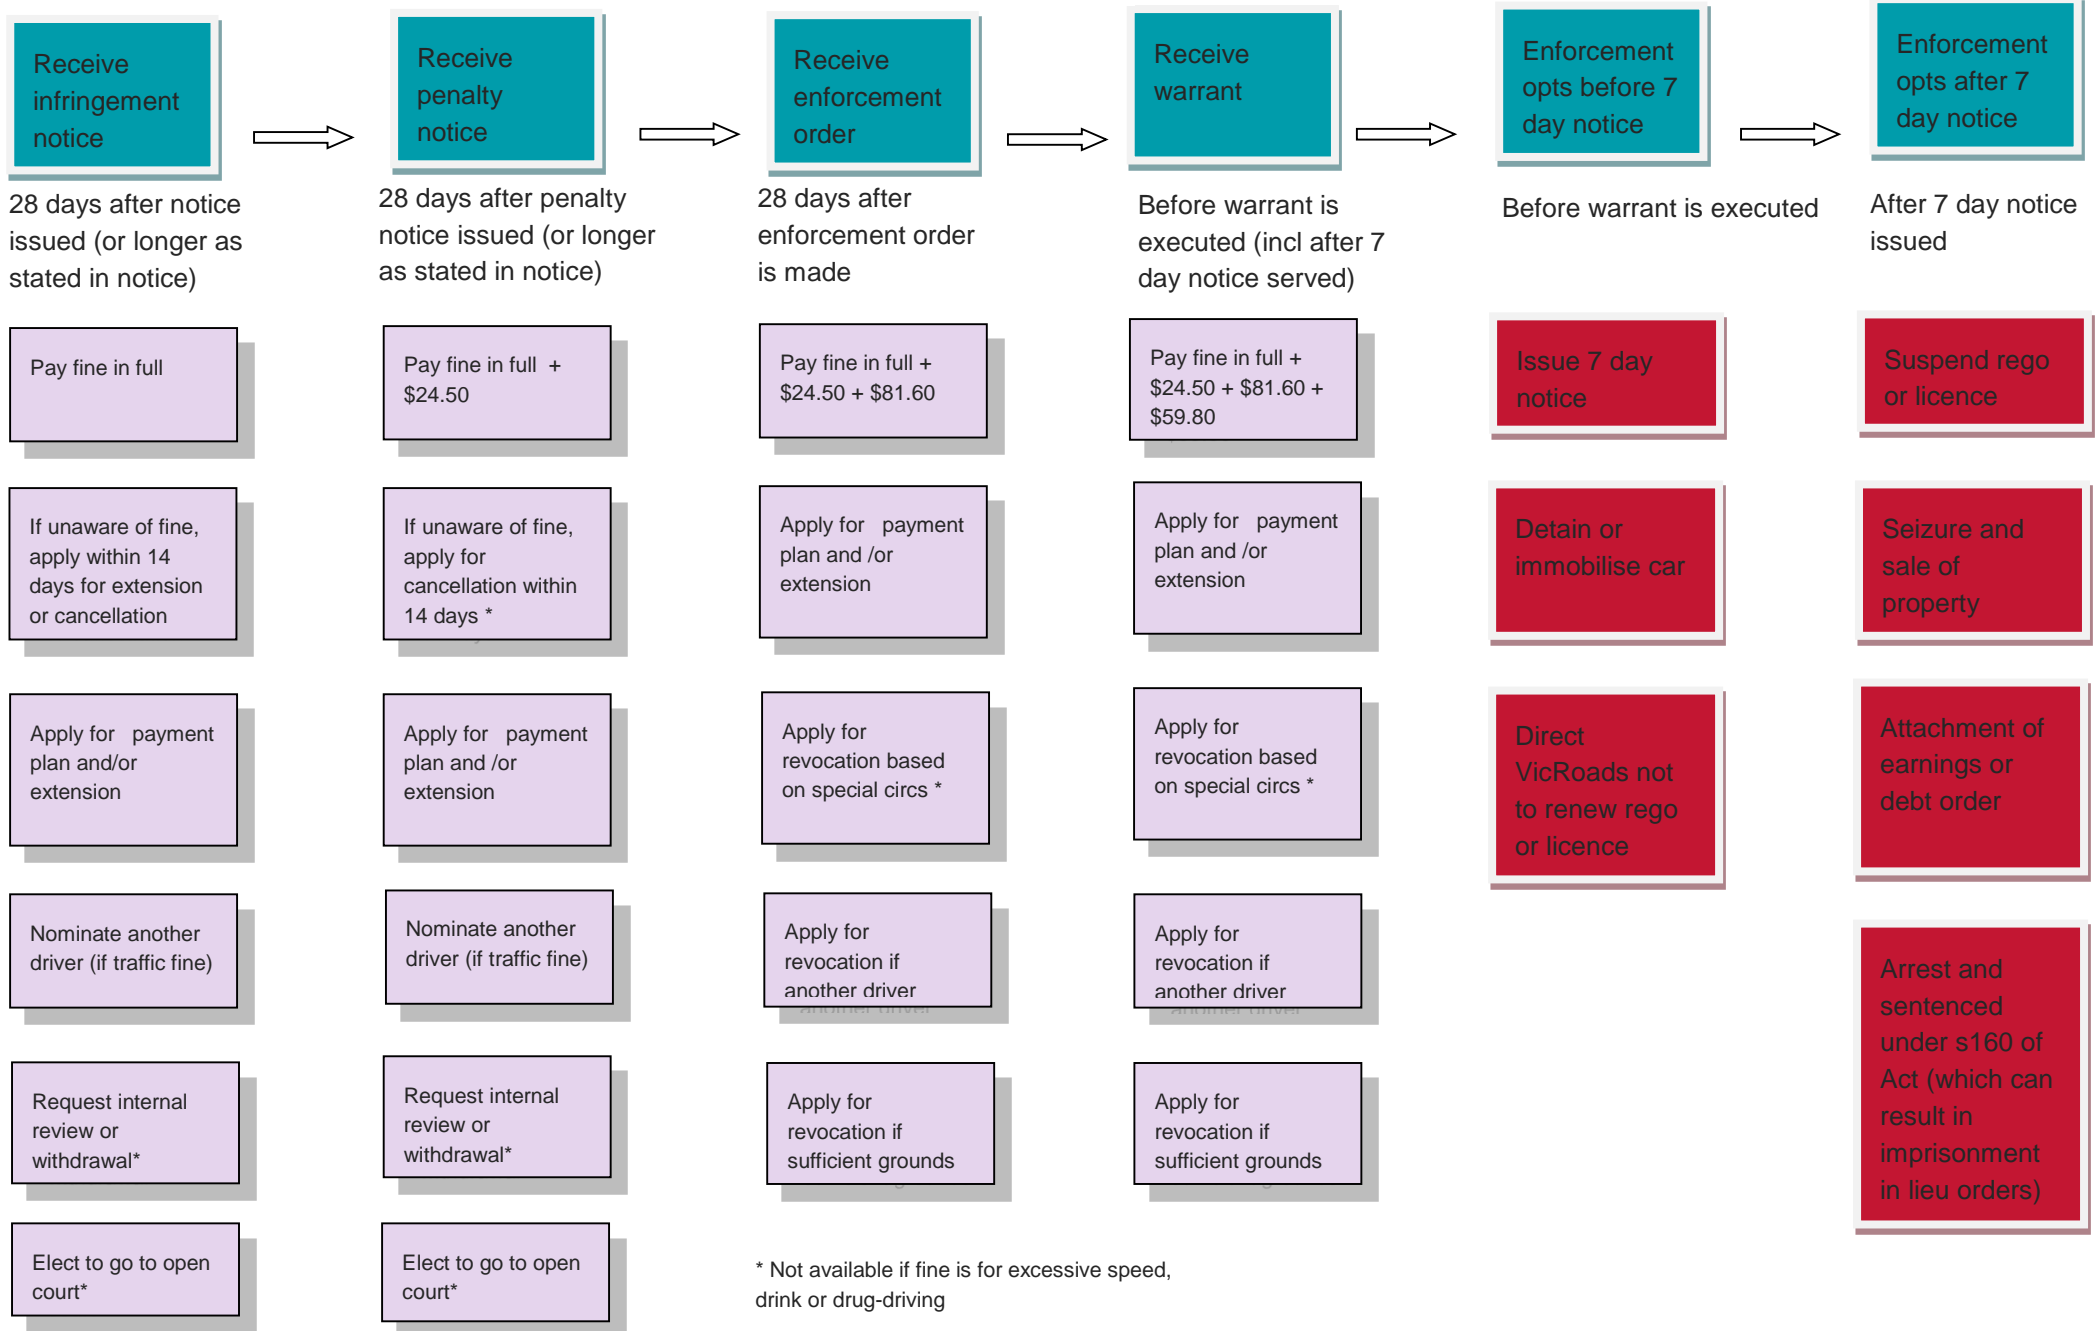 Receive
infringement
notice
Receive
penalty
notice
Receive
enforcement
order
Receive
warrant
Enforcement
opts before 7
day notice
Enforcement
opts after 7
day notice
28 days after notice
issued (or longer as
stated in notice)
28 days after penalty
notice issued (or longer
as stated in notice)
28 days after
enforcement order
is made
Before warrant is
executed (incl after 7
day notice served)
Before warrant is executed
After 7 day notice
issued
Pay fine in full
Pay fine in full +
$24.50
Pay fine in full +
$24.50 + $81.60
Pay fine in full +
$24.50 + $81.60 +
$59.80
Issue 7 day
notice
Suspend rego
or licence
If unaware of fine,
apply within 14
days for extension
or cancellation
If unaware of fine,
apply for
cancellation within
14 days *
Apply for payment
plan and /or
extension
Apply for payment
plan and /or
extension
Detain or
immobilise car
Seizure and
sale of
property
Apply for payment
plan and/or
extension
Apply for payment
plan and /or
extension
Apply for
revocation based
on special circs *
Apply for
revocation based
on special circs *
Direct
VicRoads not
to renew rego
or licence
Attachment of
earnings or
debt order
Nominate another
driver (if traffic fine)
Nominate another
driver (if traffic fine)
Apply for
revocation if
another driver
Apply for
revocation if
another driver
Arrest and
sentenced
under s160 of
Act (which can
result in
imprisonment
in lieu orders)
Request internal
review or
withdrawal*
Request internal
review or
withdrawal*
Apply for
revocation if
sufficient grounds
Apply for
revocation if
sufficient grounds
Elect to go to open
court*
Elect to go to open
court*
* Not available if fine is for excessive speed,
drink or drug-driving